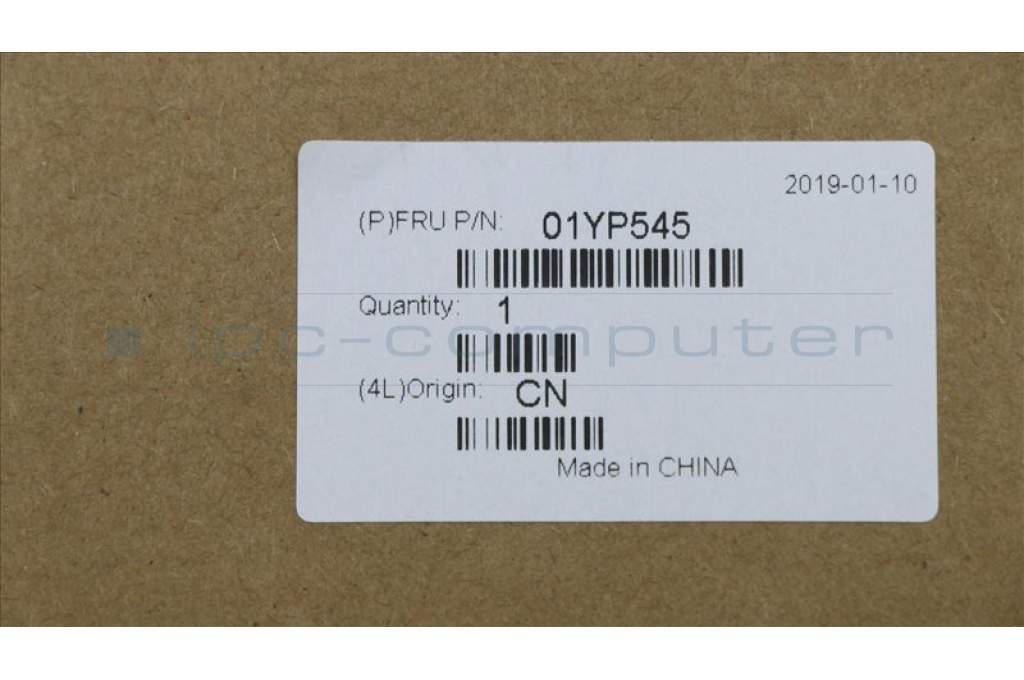 2019-01-10
(P)FRU P/N: 01YP545
Quantity: 1
ipc-computer
(4L)Origin: CN
Made in CHINA